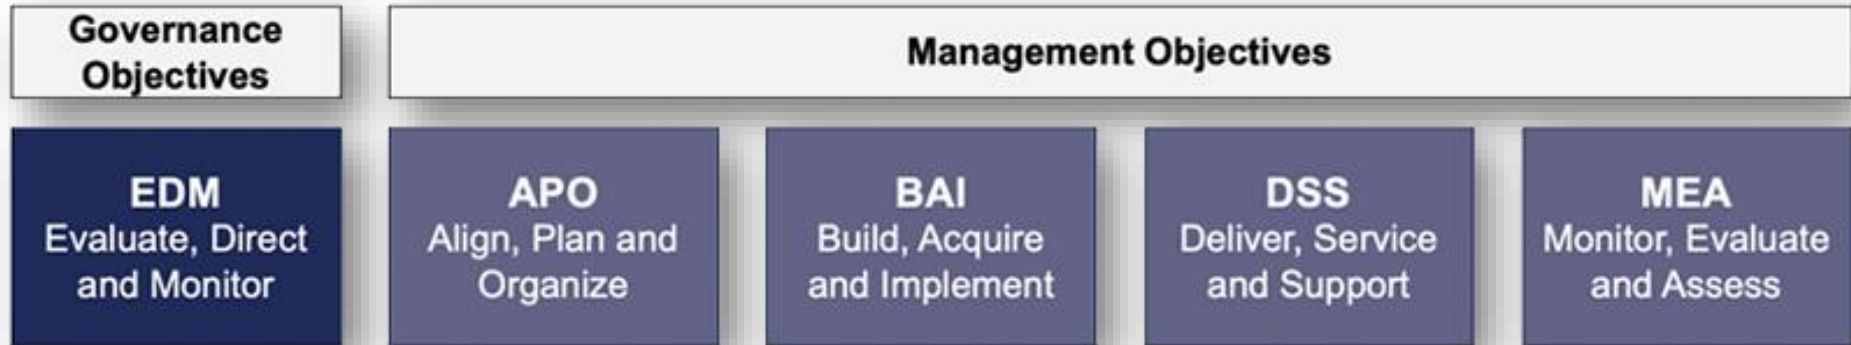 Governance
Objectives
Management Objectives
EDM
Evaluate, Direct
and Monitor
APO
Align, Plan and
Organize
BAI
Build, Acquire
and Implement
DSS
Deliver, Service
and Support
MEA
Monitor, Evaluate
and Assess